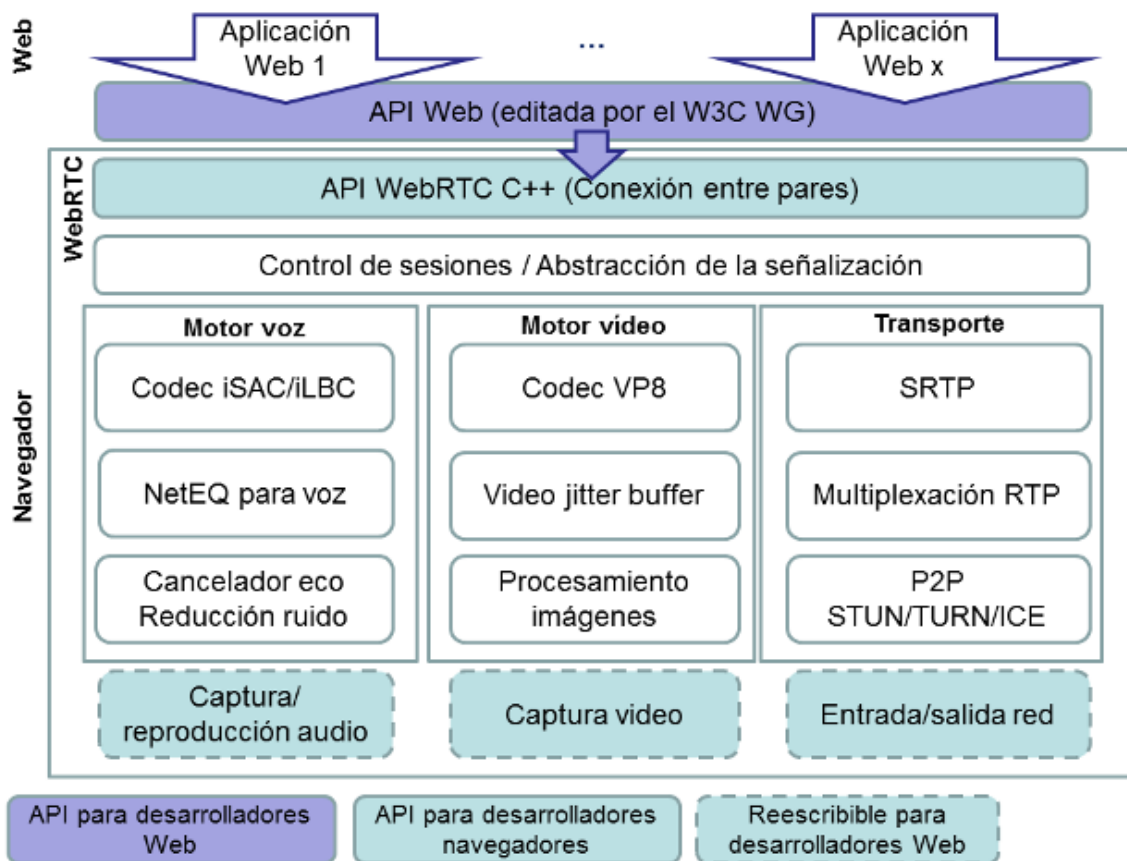 Web
Aplicación
Web 1
...
Aplicación
Web x
API Web (editada por el W3C WG)
Navegador
WebRTC
API WebRTC C++ (Conexión entre pares)
Control de sesiones / Abstracción de la señalización
Motor voz
Codec iSAC/iLBC
NetEQ para voz
Cancelador eco
Reducción ruido
Motor vídeo
Codec VP8
Video jitter buffer
Procesamiento
imágenes
Transporte
SRTP
Multiplexación RTP
P2P
STUN/TURN/ICE
Captura/
reproducción audio
Captura video
Entrada/salida red
API para desarrolladores
Web
API para desarrolladores
navegadores
Reescribible para
desarrolladores Web